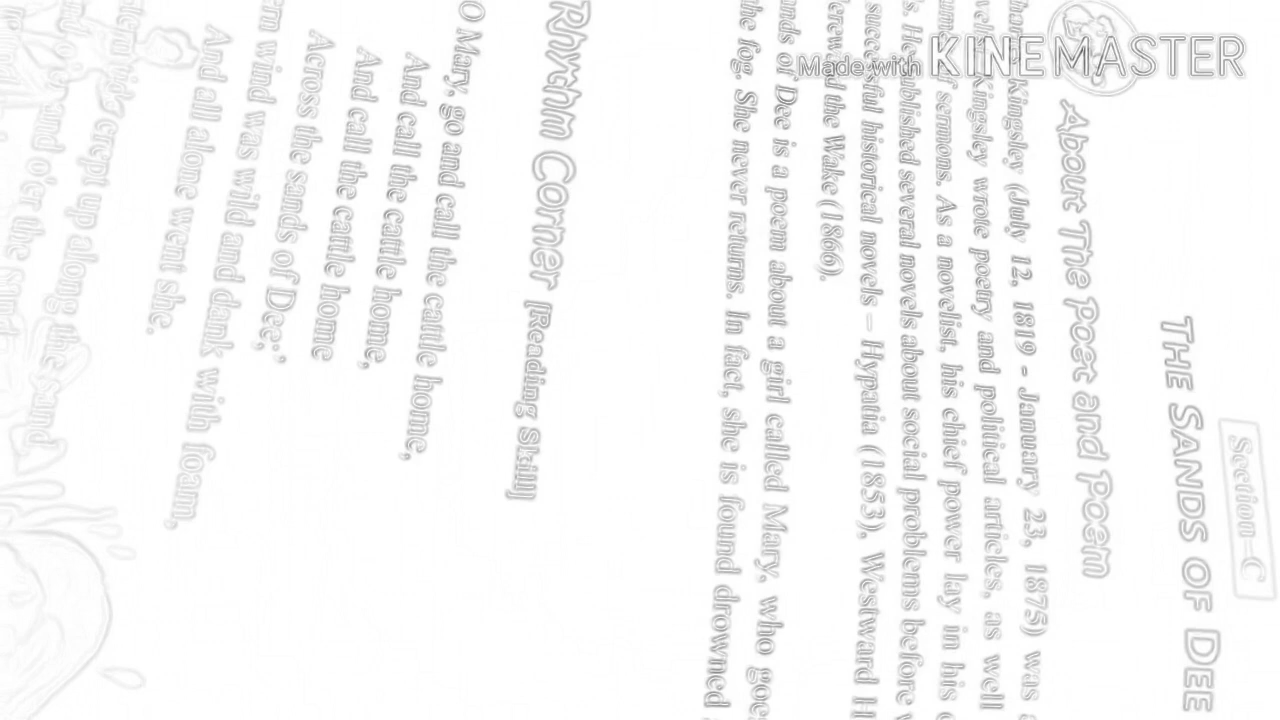 Made with KINEMASTER
Section-C
THE SANDS OF DEE
About The Poet and Poem
Kingsley (July 12, 1819 - January 23, 1875) was
Kingsley wrote poetry and political articles, as well
of sermons. As a novelist, his chief power lay in his
He published several novels about social problems before
successful historical novels – Hypatia (1853), Westward H
the Wake (1866).
of Dee is a poem about a girl called Mary, who goes
the fog. She never returns. In fact, she is found drowned
Rhythm Corner [Reading Skill]
O Mary, go and call the cattle home,
And call the cattle home,
And call the cattle home
Across the sands of Dee;'
wind was wild and dank with foam,
And all alone went she.
crept up along the sand
and o'er the sand